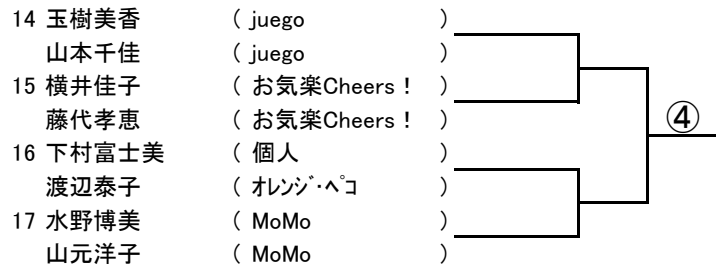 14 玉樹美香 ( juego )
山本千佳 ( juego )
15 横井佳子 ( お気楽Cheers！ )
藤代孝恵 ( お気楽Cheers！ )
④
16 下村富士美 ( 個人 )
渡辺泰子 ( ｵﾚﾝｼﾞ・ﾍﾟｺ )
17 水野博美 ( MoMo )
山元洋子 ( MoMo )